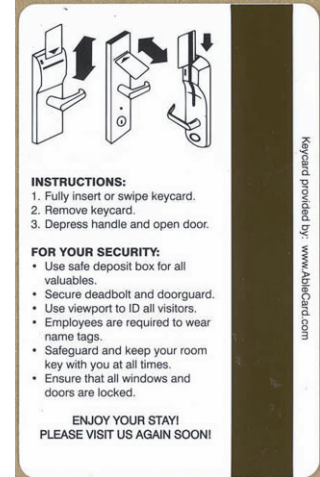 INSTRUCTIONS:
1. Fully insert or swipe keycard.
2. Remove keycard.
3. Depress handle and open door.
FOR YOUR SECURITY:
• Use safe deposit box for all
valuables.
• Secure deadbolt and doorguard.
• Use viewport to ID all visitors.
• Employees are required to wear
name tags.
• Safeguard and keep your room
key with you at all times.
• Ensure that all windows and
doors are locked.
ENJOY YOUR STAY!
PLEASE VISIT US AGAIN SOON!
Keycard provided by: www.AbleCard.com